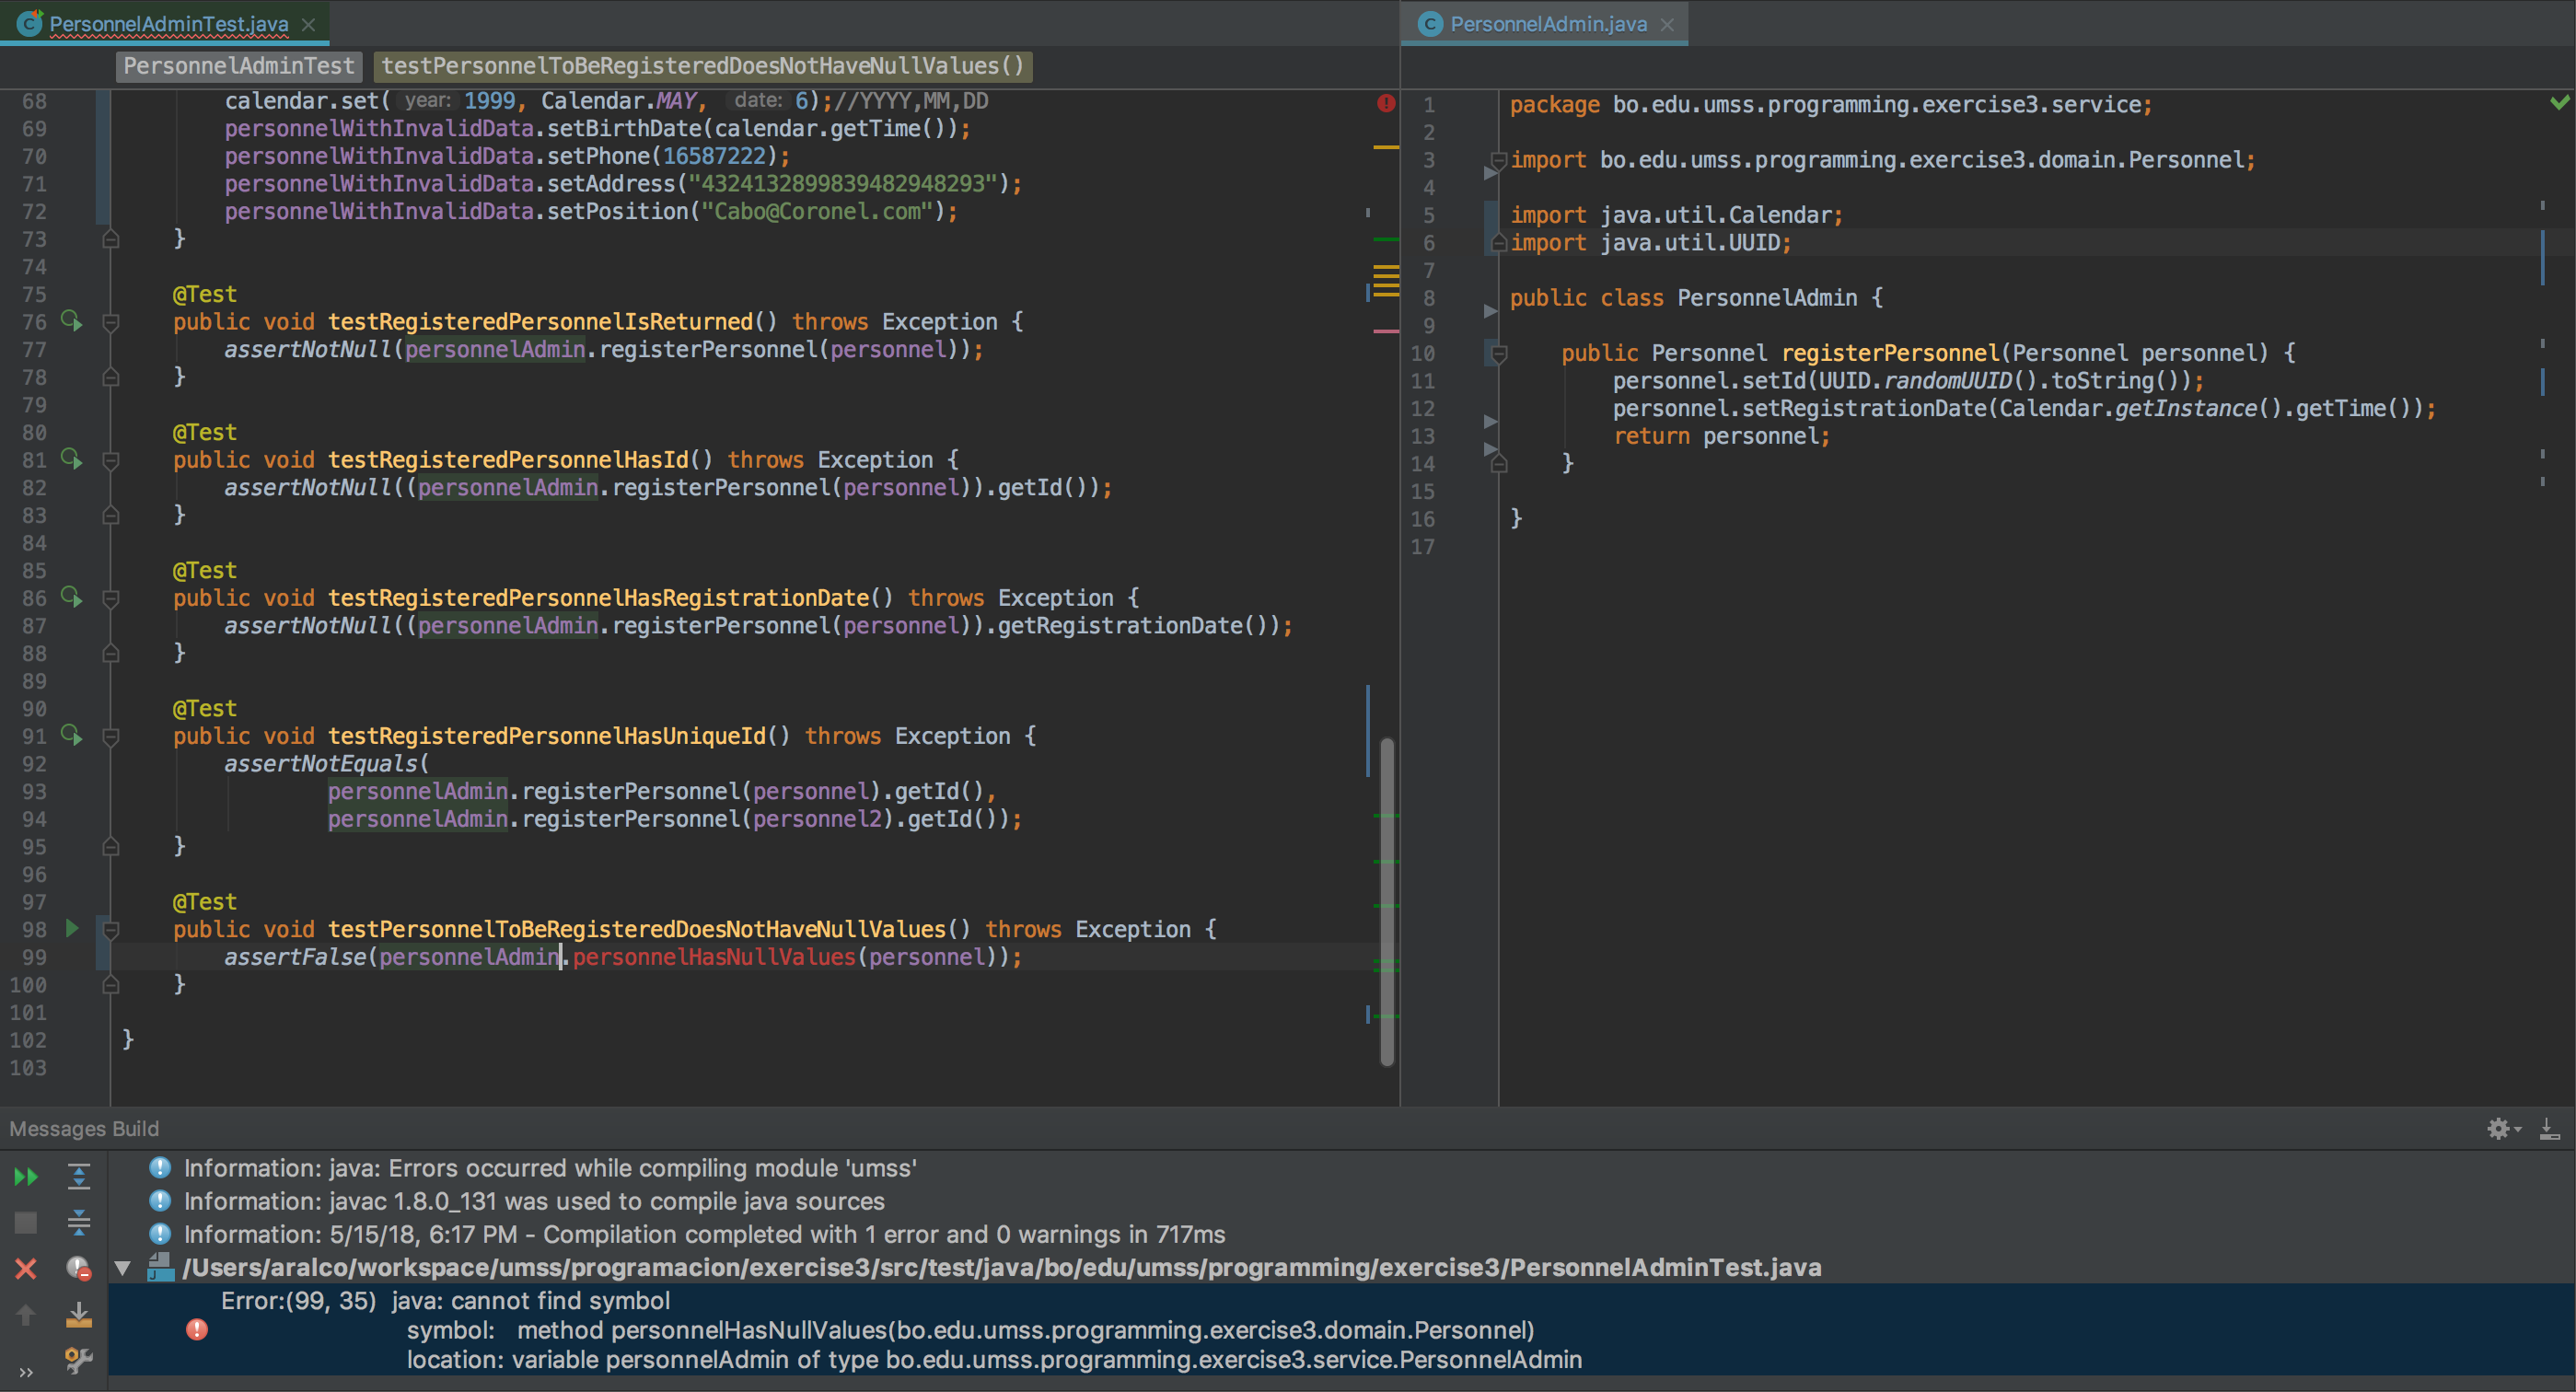 PersonnelAdminTest.java
PersonnelAdmin.java
PersonnelAdminTest testPersonnelToBeRegisteredDoesNotHaveNullValues()
68 calendar.set( year: 1999, Calendar.MAY, date: 6);//YYYY,MM,DD
69 personnelWithInvalidData.setBirthDate(calendar.getTime());
70 personnelWithInvalidData.setPhone(16587222);
71 personnelWithInvalidData.setAddress("4324132899839482948293");
72 personnelWithInvalidData.setPosition("Cabo@Coronel.com");
73 }
74
75 @Test
76 public void testRegisteredPersonnelIsReturned() throws Exception {
77 assertNotNull(personnelAdmin.registerPersonnel(personnel));
78 }
79
80 @Test
81 public void testRegisteredPersonnelHasId() throws Exception {
82 assertNotNull((personnelAdmin.registerPersonnel(personnel)).getId());
83 }
84
85 @Test
86 public void testRegisteredPersonnelHasRegistrationDate() throws Exception {
87 assertNotNull((personnelAdmin.registerPersonnel(personnel)).getRegistrationDate());
88 }
89
90 @Test
91 public void testRegisteredPersonnelHasUniqueId() throws Exception {
92 assertNotEquals(
93 personnelAdmin.registerPersonnel(personnel).getId(),
94 personnelAdmin.registerPersonnel(personnel2).getId());
95 }
96
97 @Test
98 public void testPersonnelToBeRegisteredDoesNotHaveNullValues() throws Exception {
99 assertFalse(personnelAdmin.personnelHasNullValues(personnel));
100 }
101
102 }
103
1 package bo.edu.umss.programming.exercise3.service;
2
3 import bo.edu.umss.programming.exercise3.domain.Personnel;
4
5 import java.util.Calendar;
6 import java.util.UUID;
7
8 public class PersonnelAdmin {
9
10 public Personnel registerPersonnel(Personnel personnel) {
11 personnel.setId(UUID.randomUUID().toString());
12 personnel.setRegistrationDate(Calendar.getInstance().getTime());
13 return personnel;
14 }
15
16 }
17
Messages Build
Information: java: Errors occurred while compiling module 'umss'
Information: javac 1.8.0_131 was used to compile java sources
Information: 5/15/18, 6:17 PM - Compilation completed with 1 error and 0 warnings in 717ms
/Users/aralco/workspace/umss/programacion/exercise3/src/test/java/bo/edu/umss/programming/exercise3/PersonnelAdminTest.java
Error:(99, 35) java: cannot find symbol
symbol: method personnelHasNullValues(bo.edu.umss.programming.exercise3.domain.Personnel)
location: variable personnelAdmin of type bo.edu.umss.programming.exercise3.service.PersonnelAdmin